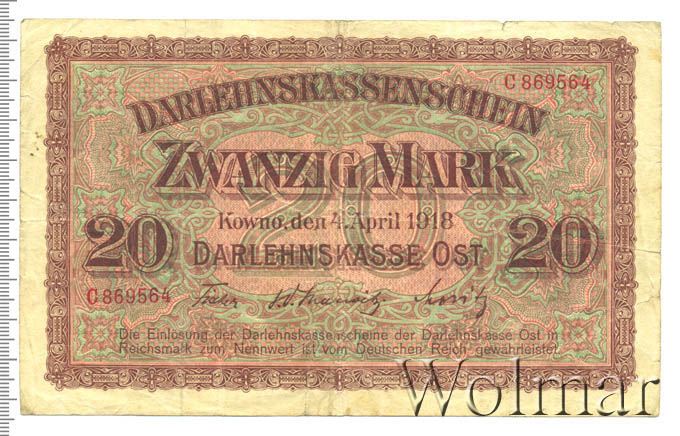 C 869564
DARLEHNSKASSENSCHEIN
ZWANZIG MARK
20
20
20
Kowno, den 4. April 1918
DARLEHNSKASSE OST
C 869564
Die Einlösung der Darlehnskassenscheine der Darlehnskasse Ost in
Reichsmark zum Nennwert ist vom Deutschen Reich gewährleistet
Wolmar